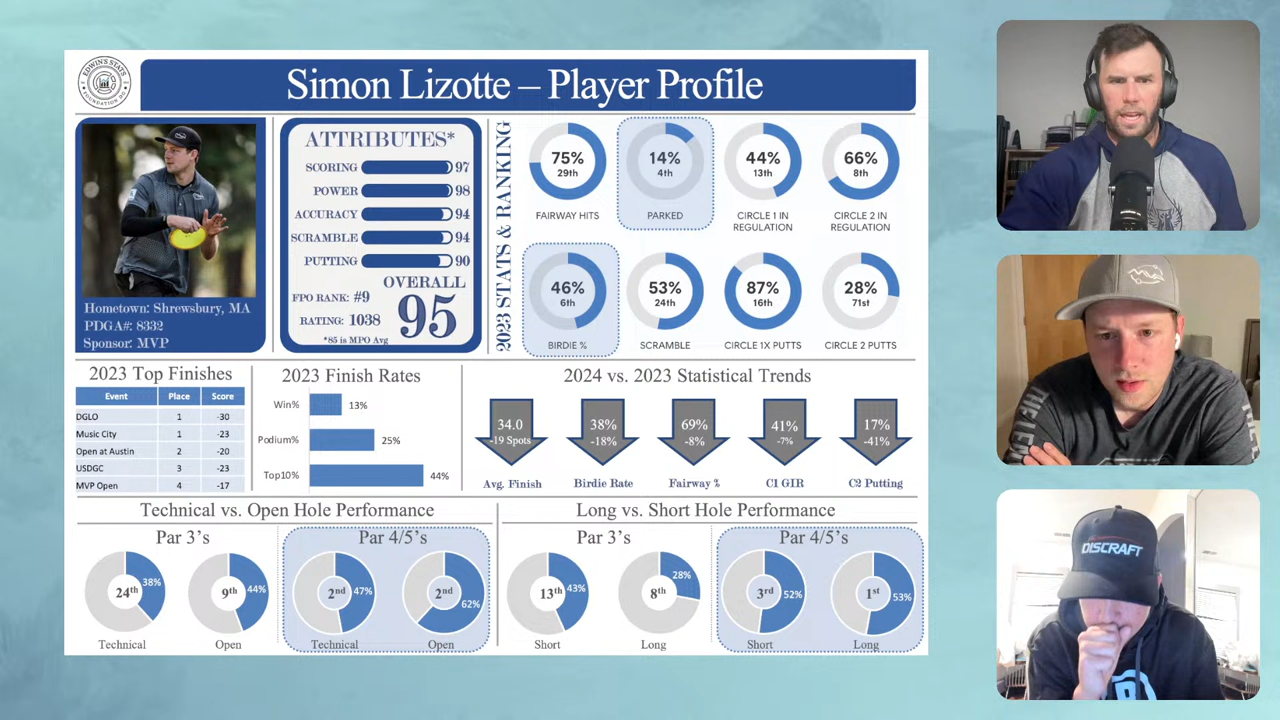 EDWIN'S STATS
Simon Lizotte – Player Profile
Hometown: Shrewsbury, MA
PDGA#: 8332
Sponsor: MVP
ATTRIBUTES*
SCORING 97
POWER 98
ACCURACY 94
SCRAMBLE 94
PUTTING 90
OVERALL
FPO RANK: #9
RATING: 1038
95
*85 is MPO Avg
2023 STATS & RANKING
75%
29th
FAIRWAY HITS
14%
4th
PARKED
44%
13th
CIRCLE 1 IN
REGULATION
66%
8th
CIRCLE 2 IN
REGULATION
46%
6th
BIRDIE %
53%
24th
SCRAMBLE
87%
16th
CIRCLE 1X PUTTS
28%
71st
CIRCLE 2 PUTTS
2023 Top Finishes
Event Place Score
DGLO 1 -30
Music City 1 -23
Open at Austin 2 -20
USDGC 3 -23
MVP Open 4 -17
2023 Finish Rates
Win% 13%
Podium% 25%
Top10% 44%
2024 vs. 2023 Statistical Trends
34.0
-19 Spots
Avg. Finish
38%
-18%
Birdie Rate
69%
-8%
Fairway %
41%
-7%
C1 GIR
17%
-41%
C2 Putting
Technical vs. Open Hole Performance
Par 3's
24th 38%
Technical
9th 44%
Open
Par 4/5's
2nd 47%
Technical
2nd 62%
Open
Long vs. Short Hole Performance
Par 3's
13th 43%
Short
8th 28%
Long
Par 4/5's
3rd 52%
Short
1st 53%
Long
DISCRAFT